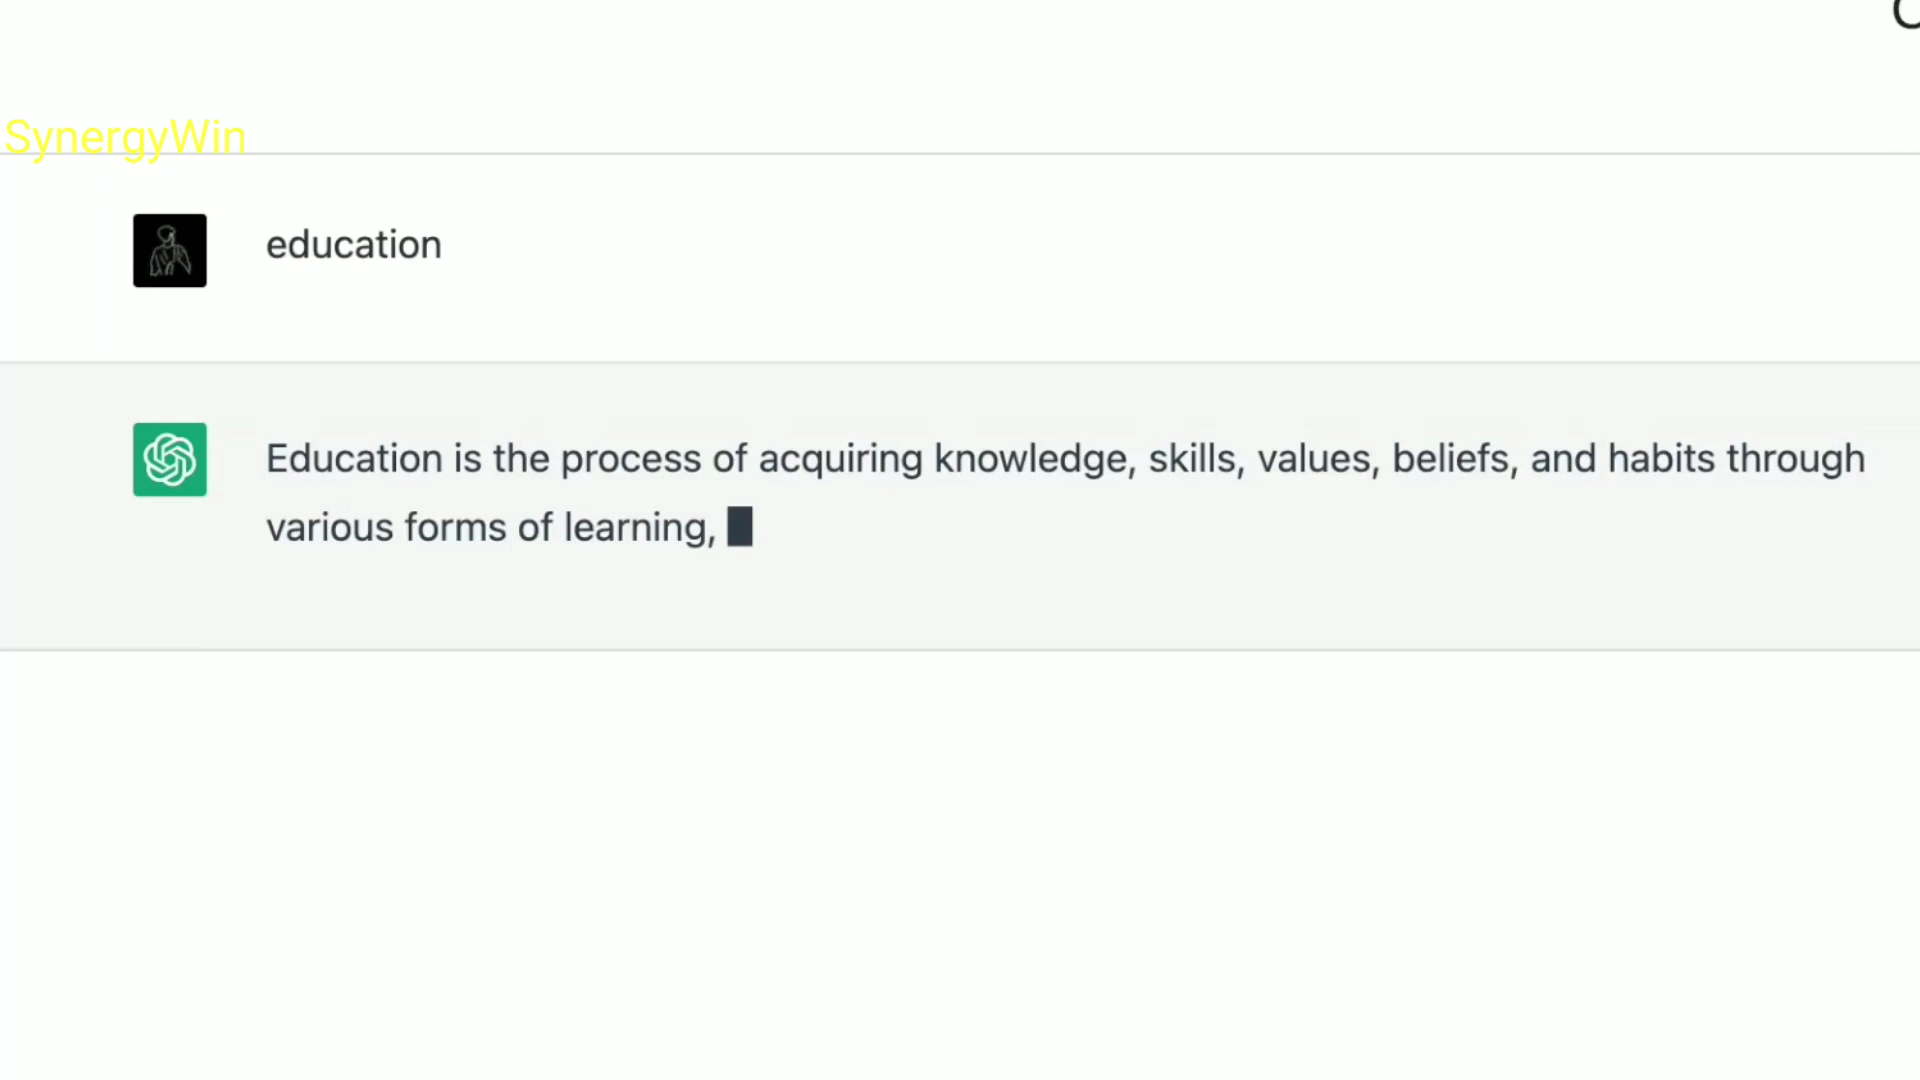 SynergyWin
education
Education is the process of acquiring knowledge, skills, values, beliefs, and habits through
various forms of learning,